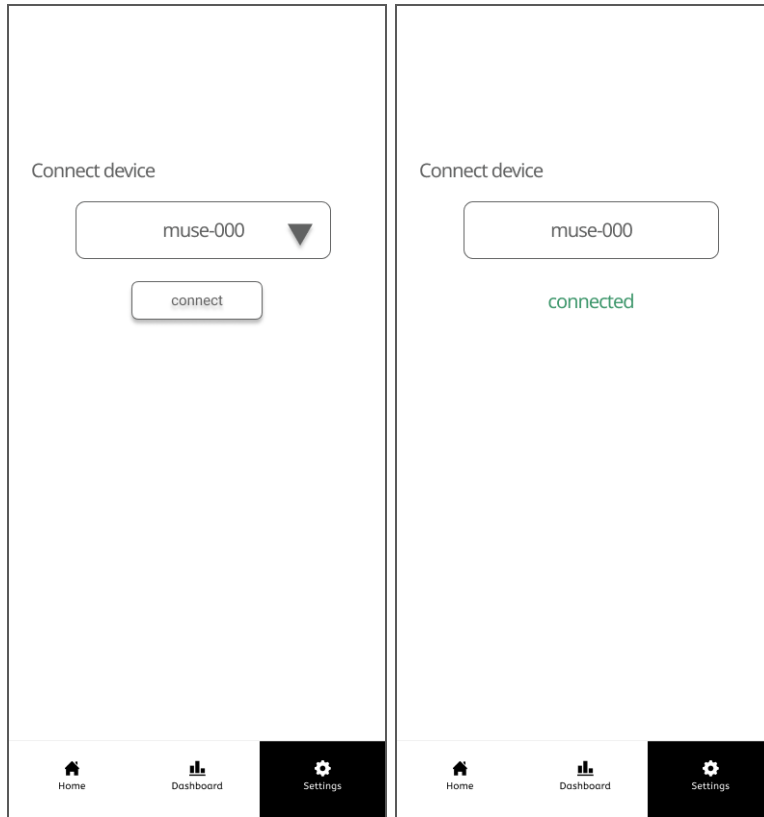 Connect device
muse-000
connect
Home
Dashboard
Settings
Connect device
muse-000
connected
Home
Dashboard
Settings